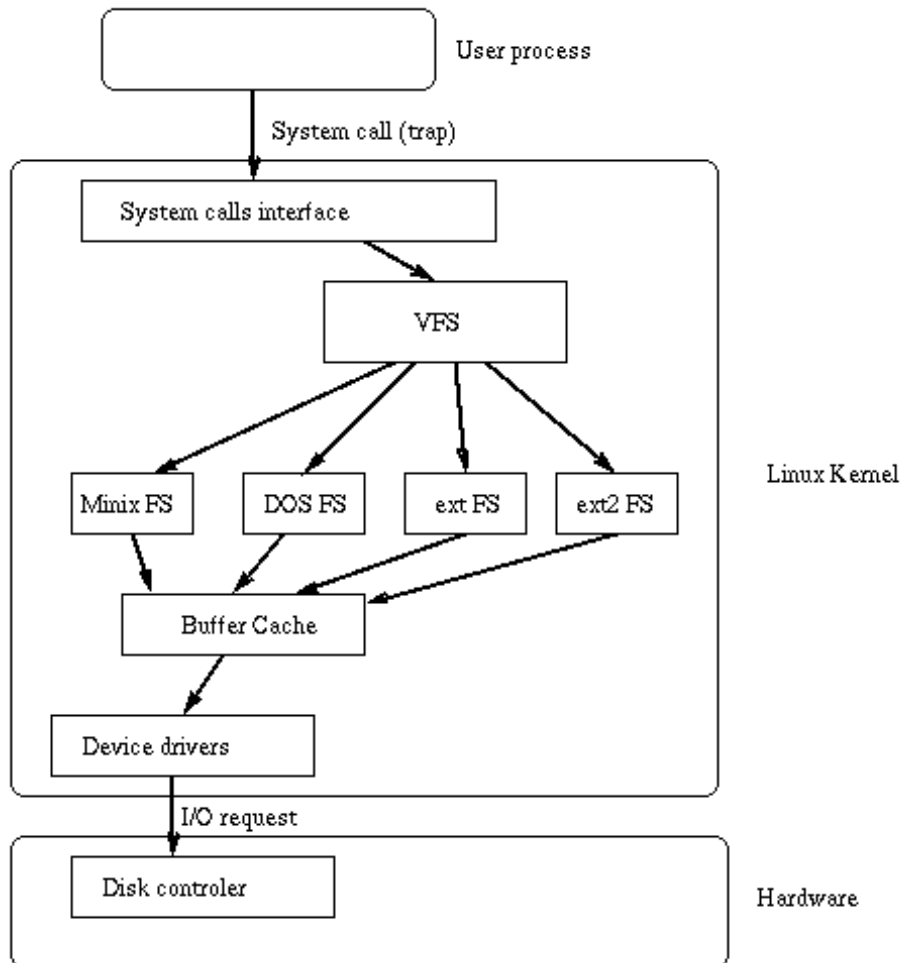 User process
System call (trap)
System calls interface
VFS
Linux Kernel
Minix FS
DOS FS
ext FS
ext2 FS
Buffer Cache
Device drivers
I/O request
Disk controler
Hardware